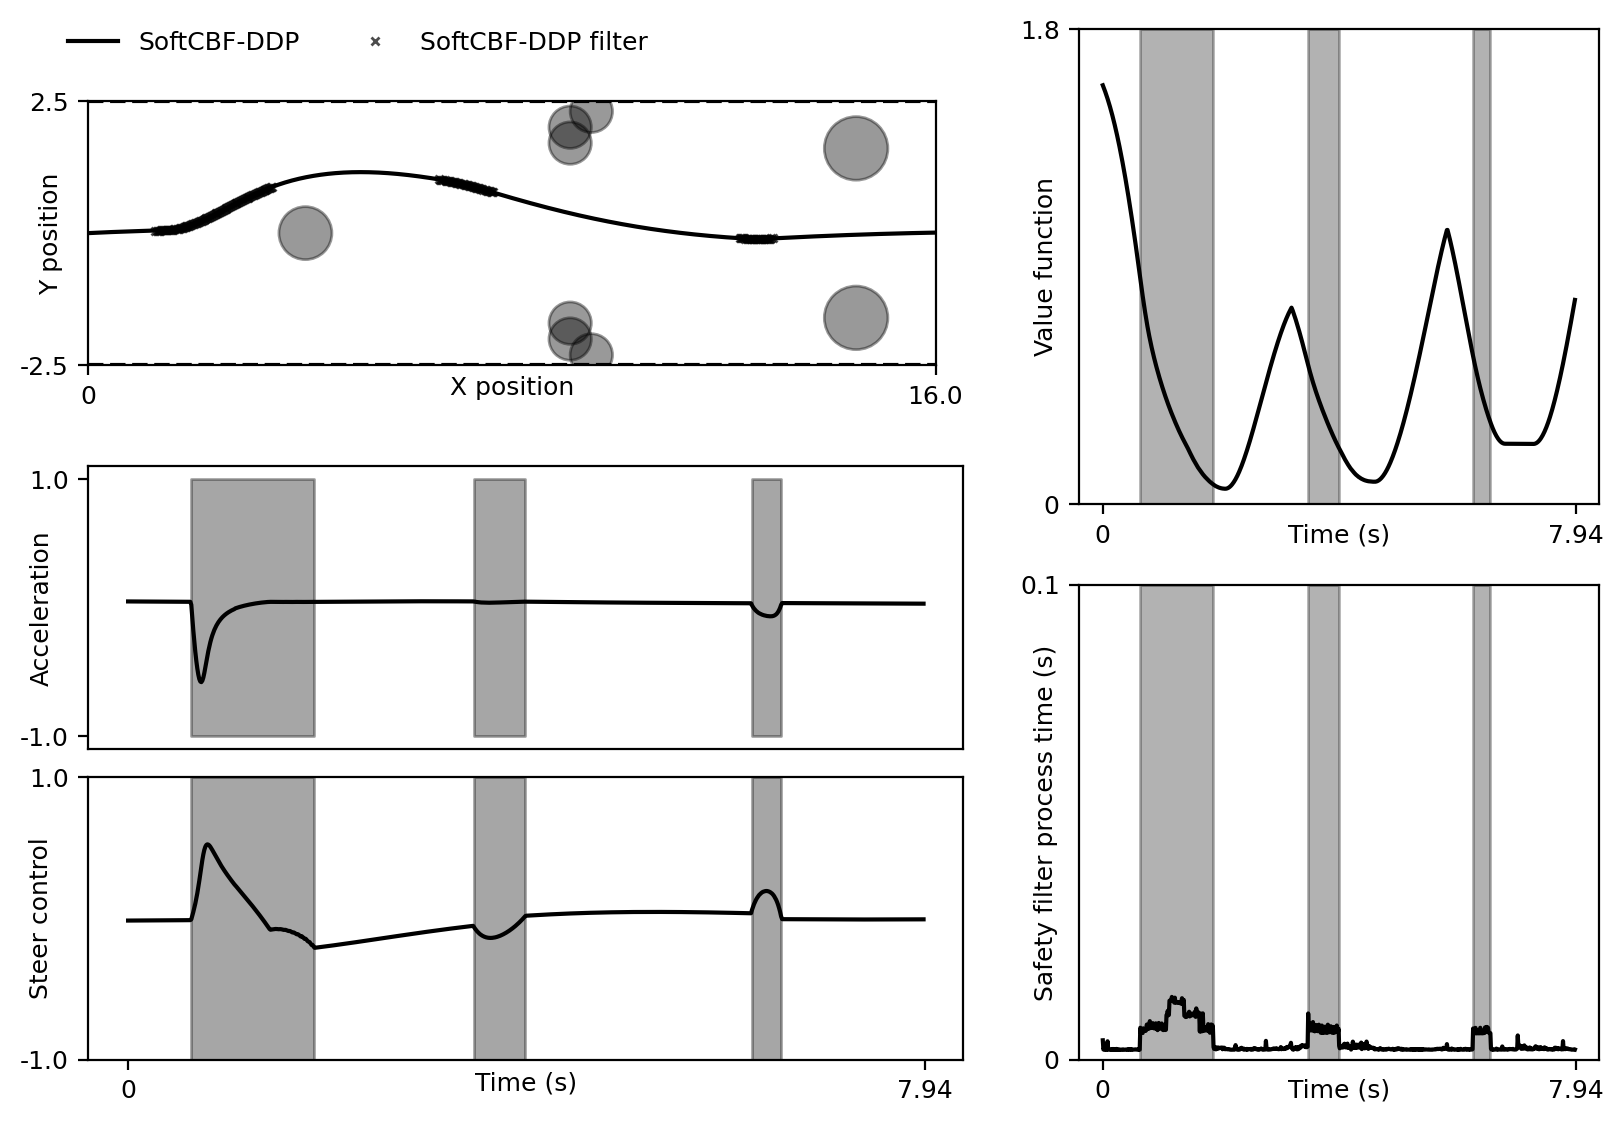 SoftCBF-DDP
SoftCBF-DDP filter
2.5
Y position
-2.5
0
X position
16.0
1.0
Acceleration
-1.0
1.0
Steer control
-1.0
0
Time (s)
7.94
1.8
Value function
0
0
Time (s)
7.94
0.1
Safety filter process time (s)
0
0
Time (s)
7.94